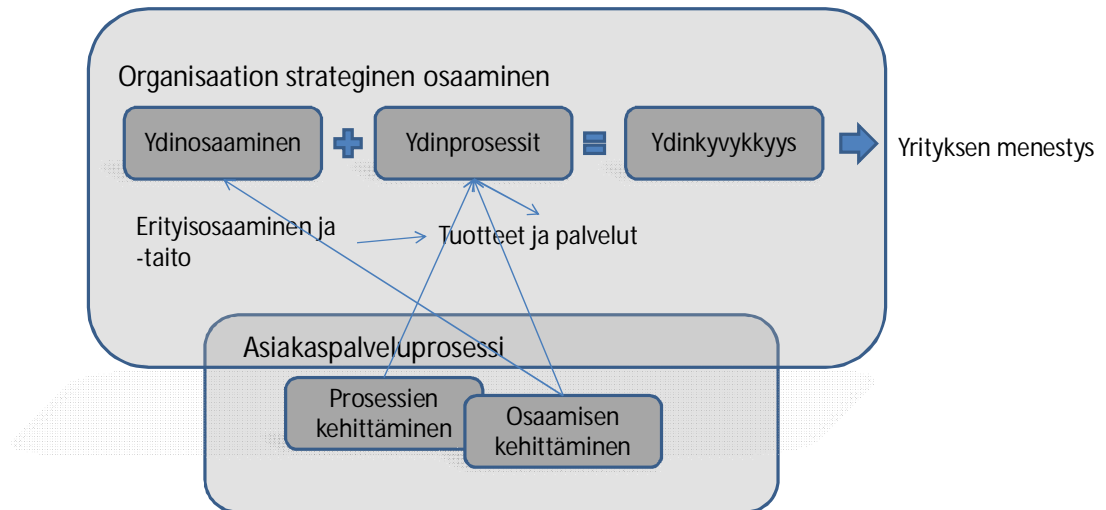 Organisaation strateginen osaaminen
Ydinosaaminen
Ydinprosessit
Ydinkyvykkyys
Yrityksen menestys
Erityisosaaminen ja
-taito
Tuotteet ja palvelut
Asiakaspalveluprosessi
Prosessien
kehittäminen
Osaamisen
kehittäminen